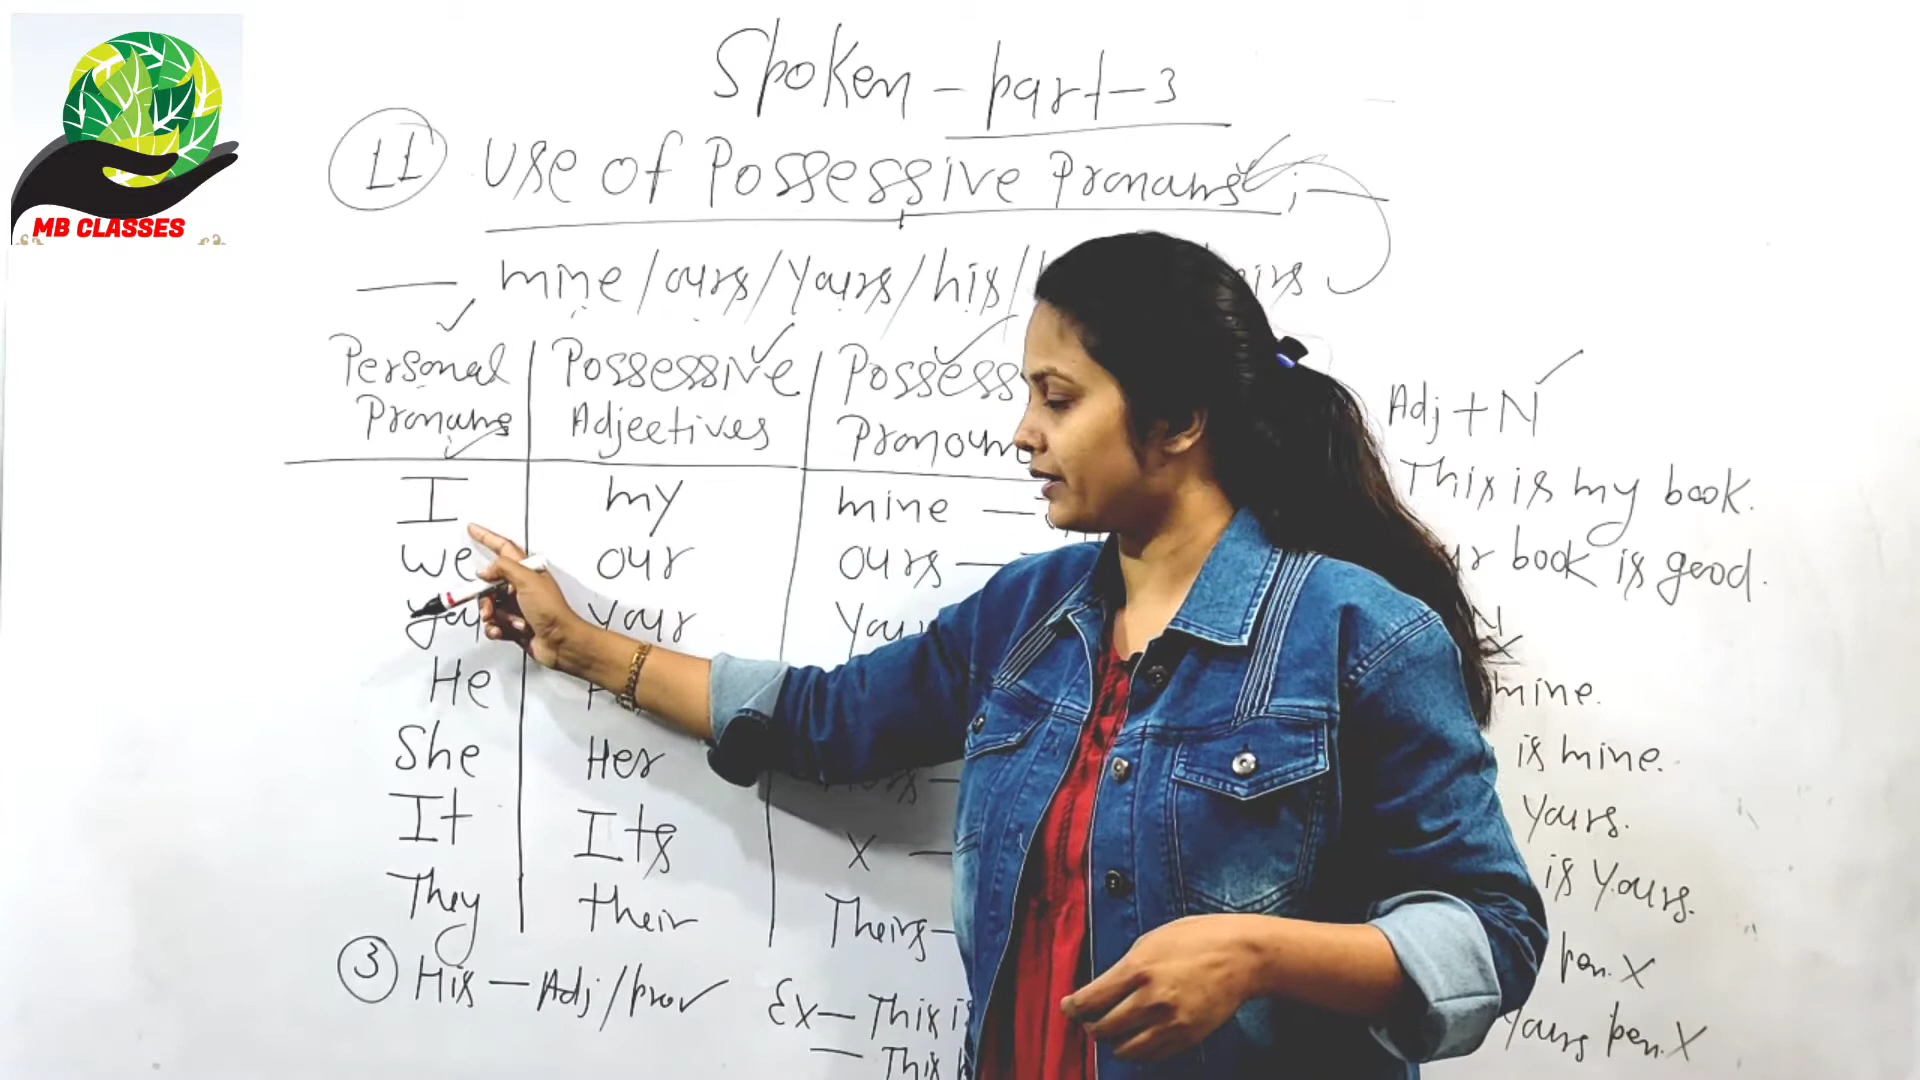 MB CLASSES
Spoken - part-3
11 Use of Possessive Pronouns ;-
— mine / ours / yours / his /
Personal Pronouns
Possessive Adjectives
Pronoun
I my mine —
we our ours —
you your
He
She Her
It Its x —
They their Theirs —
3 His — Adj / pron
Ex — This is
— This
Adj + N
This is my book.
book is good.
N
x
mine.
is mine.
yours.
is yours.
pen. x
yours pen. x